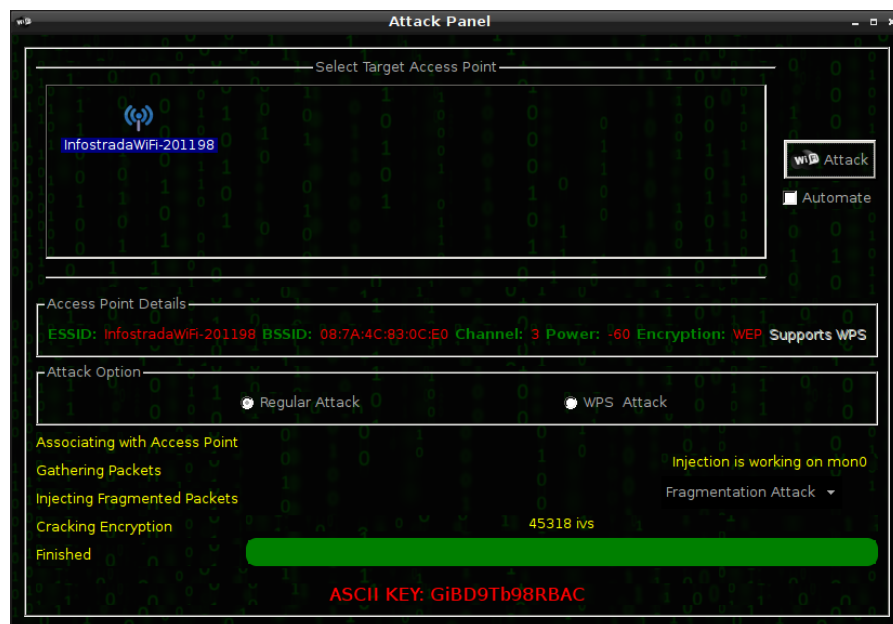 Attack Panel
Select Target Access Point
InfostradaWiFi-201198
WiFi Attack
Automate
Access Point Details
ESSID: InfostradaWiFi-201198 BSSID: 08:7A:4C:83:0C:E0 Channel: 3 Power: -60 Encryption: WEP Supports WPS
Attack Option
Regular Attack WPS Attack
Associating with Access Point
Gathering Packets Injection is working on mon0
Injecting Fragmented Packets Fragmentation Attack
Cracking Encryption 45318 ivs
Finished
ASCII KEY: GiBD9Tb98RBAC